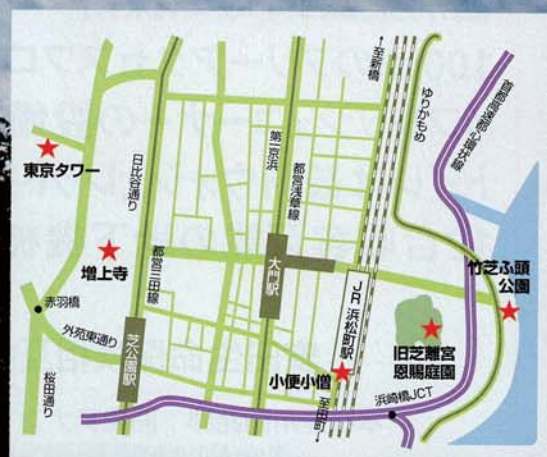 至新橋
ゆりかもめ
首都高速都心環状線
東京タワー
日比谷通り
第一京浜
都営浅草線
増上寺
都営三田線
大門駅
竹芝ふ頭
公園
赤羽橋
外苑東通り
芝公園駅
JR 浜松町駅
旧芝離宮
恩賜庭園
小便小僧
桜田通り
至田町
浜崎橋JCT